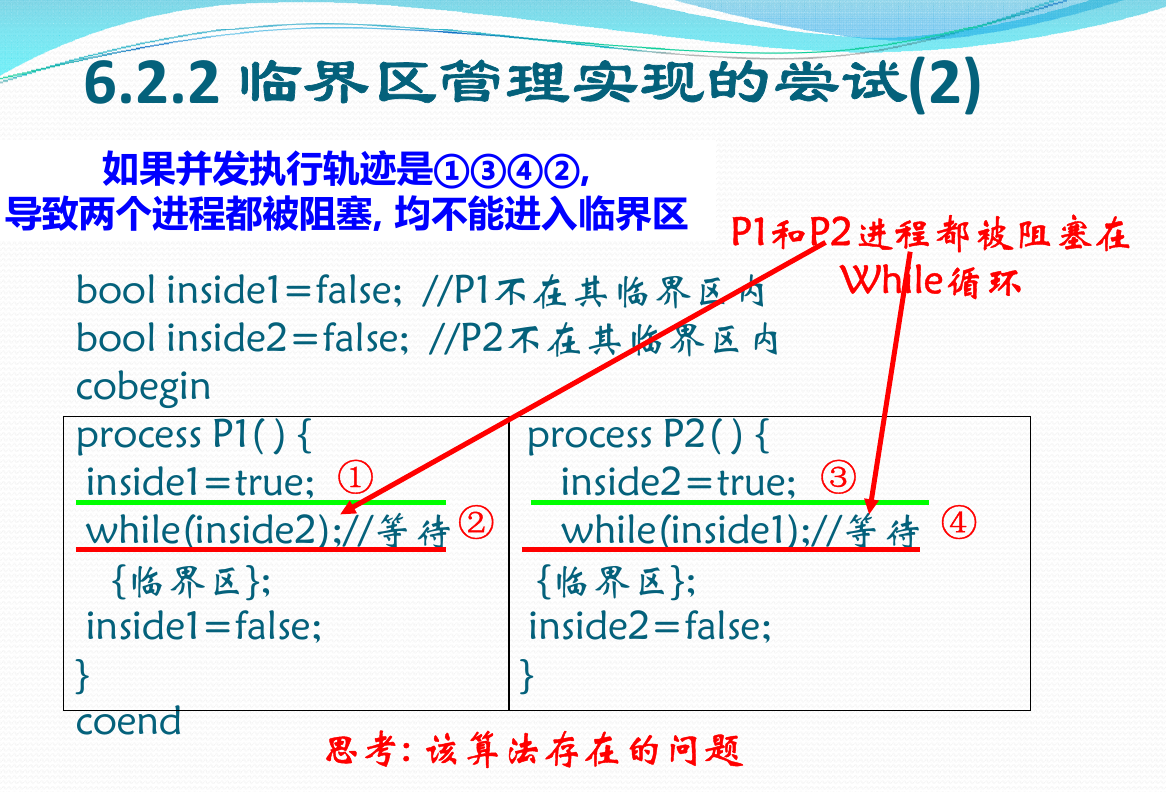 6.2.2 临界区管理实现的尝试(2)
如果并发执行轨迹是①③④②,
导致两个进程都被阻塞, 均不能进入临界区
P1和P2进程都被阻塞在
While循环
bool inside1=false; //P1不在其临界区内
bool inside2=false; //P2不在其临界区内
cobegin
process P1( ) {
inside1=true; ①
while(inside2);//等待 ②
{临界区};
inside1=false;
}
process P2( ) {
inside2=true; ③
while(inside1);//等待 ④
{临界区};
inside2=false;
}
coend
思考: 该算法存在的问题